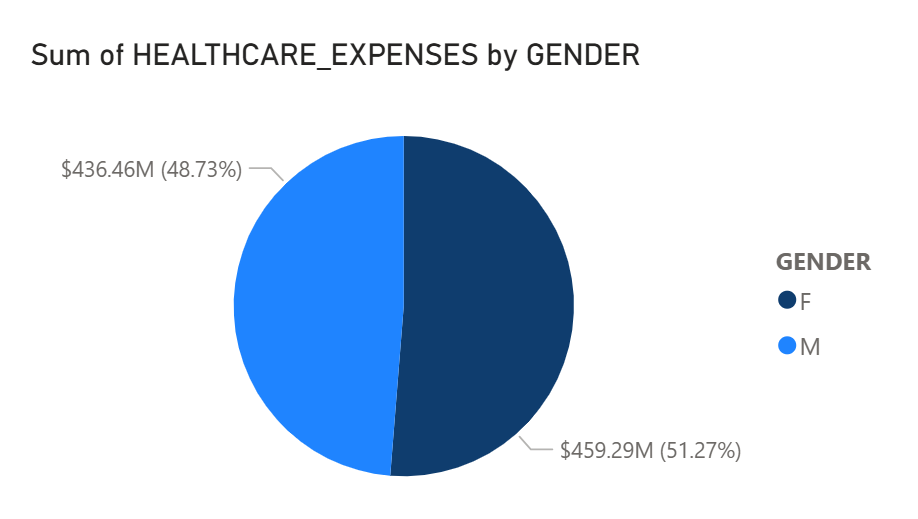 Sum of HEALTHCARE_EXPENSES by GENDER
$436.46M (48.73%)
GENDER
F
M
$459.29M (51.27%)